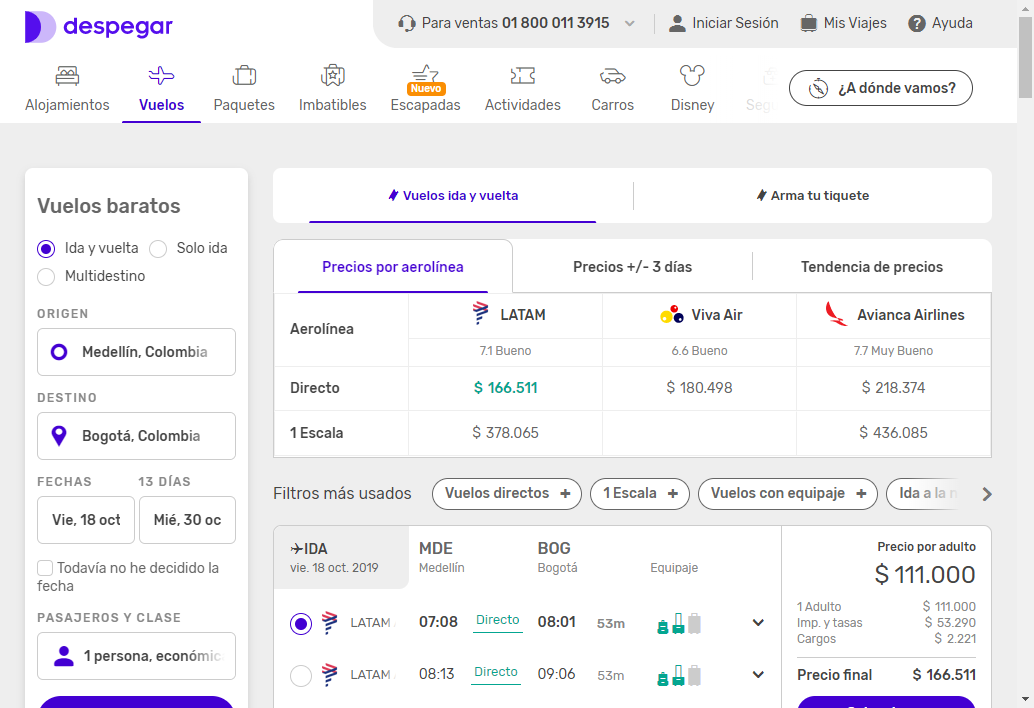 despegar
Para ventas 01 800 011 3915
Iniciar Sesión
Mis Viajes
Ayuda
Alojamientos
Vuelos
Paquetes
Imbatibles
Nuevo
Escapadas
Actividades
Carros
Disney
¿A dónde vamos?
Vuelos baratos
Ida y vuelta
Solo ida
Multidestino
ORIGEN
Medellín, Colombia
DESTINO
Bogotá, Colombia
FECHAS
13 DÍAS
Vie, 18 oct
Mié, 30 oc
Todavía no he decidido la
fecha
PASAJEROS Y CLASE
1 persona, económic
Vuelos ida y vuelta
Arma tu tiquete
Precios por aerolínea
Precios +/- 3 días
Tendencia de precios
Aerolínea
LATAM
Viva Air
Avianca Airlines
7.1 Bueno
6.6 Bueno
7.7 Muy Bueno
Directo
$ 166.511
$ 180.498
$ 218.374
1 Escala
$ 378.065
$ 436.085
Filtros más usados
Vuelos directos +
1 Escala +
Vuelos con equipaje +
Ida a la
IDA
vie. 18 oct. 2019
MDE
Medellín
BOG
Bogotá
Equipaje
LATAM
07:08
Directo
08:01
53m
LATAM
08:13
Directo
09:06
53m
Precio por adulto
$ 111.000
1 Adulto
$ 111.000
Imp. y tasas
$ 53.290
Cargos
$ 2.221
Precio final
$ 166.511